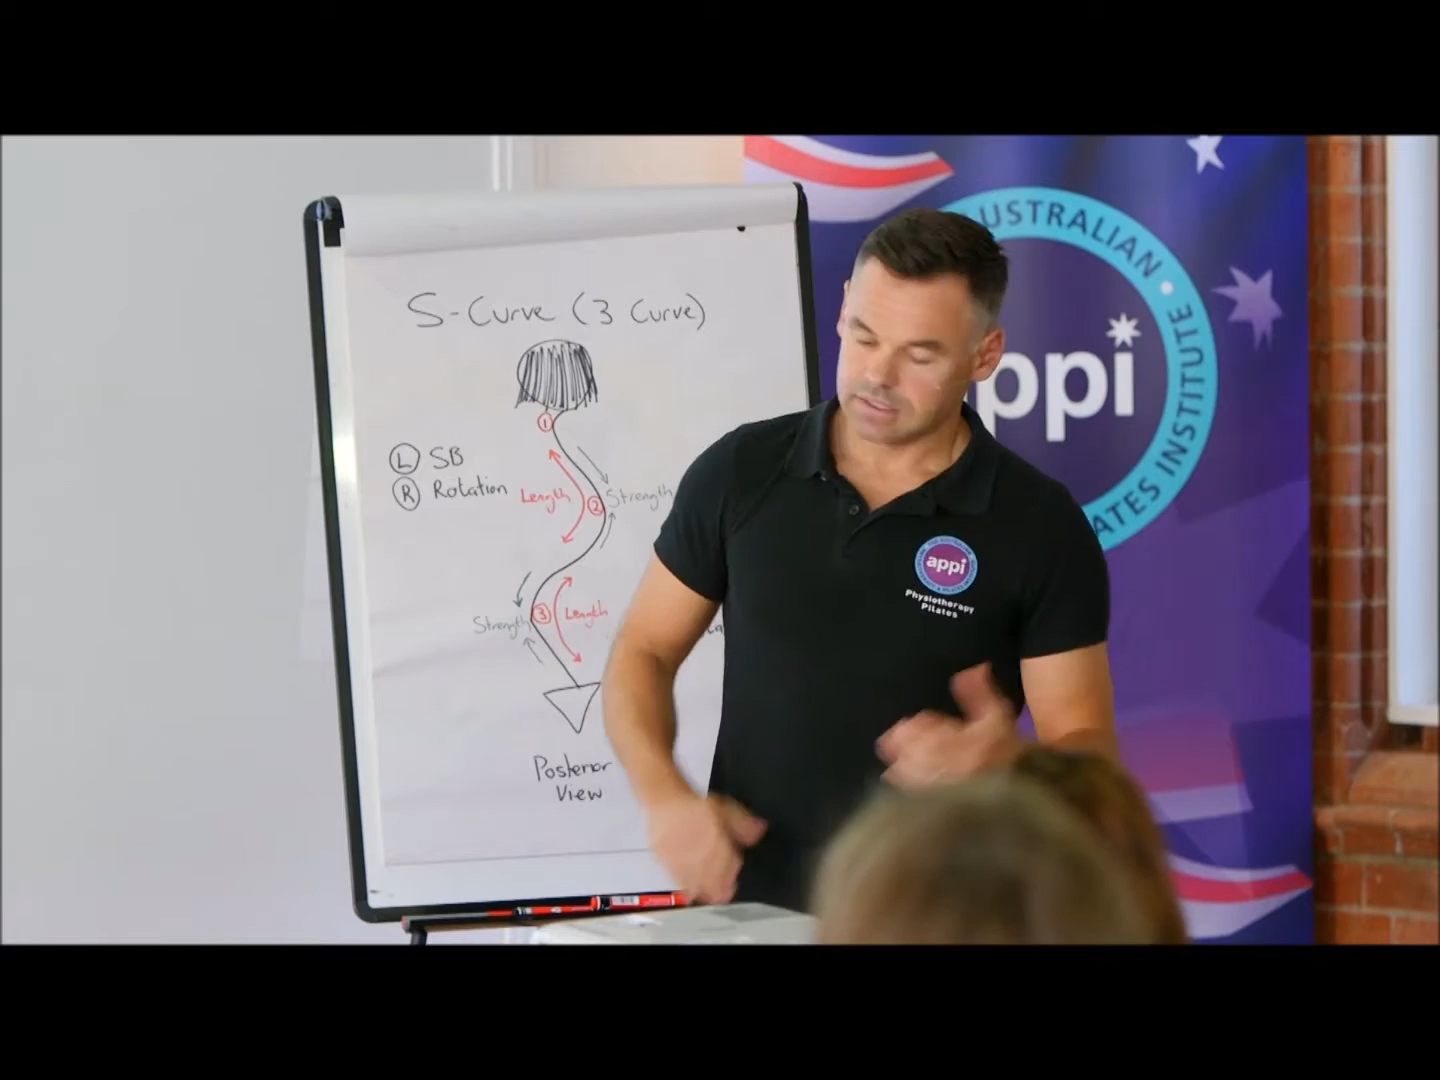 S-Curve (3 Curve)
1
L SB
R Rotation
Length
2
Strength
Strength
3
Length
Posterior
View
AUSTRALIAN
INSTITUTE
appi
appi
Physiotherapy
Pilates